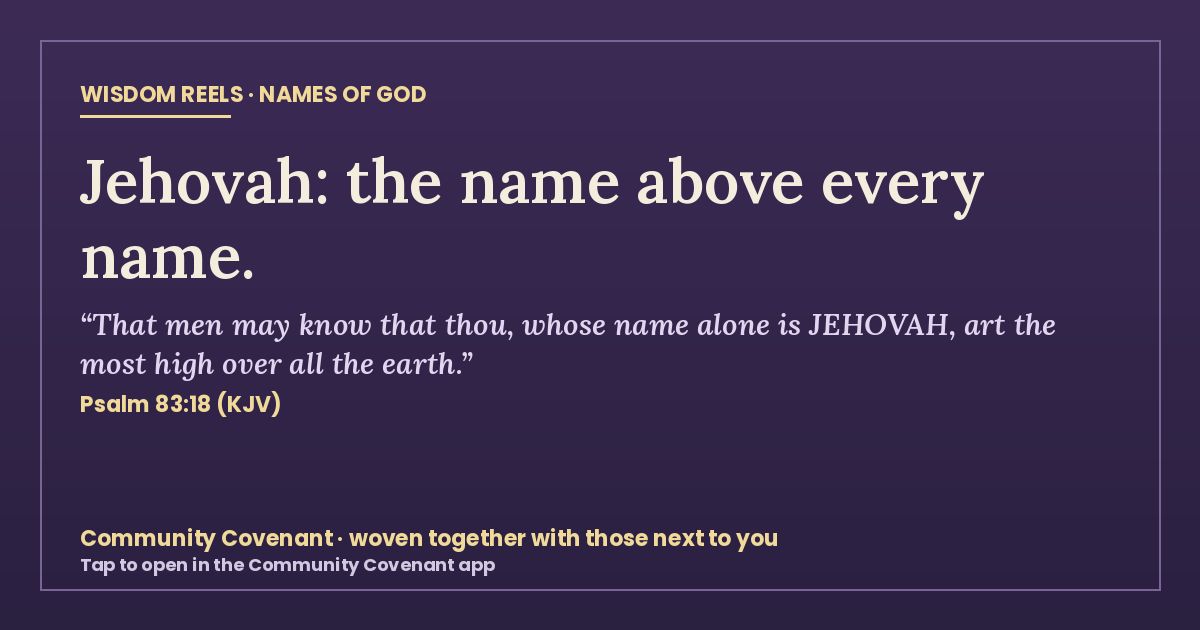 WISDOM REELS · NAMES OF GOD
Jehovah: the name above every
name.
“That men may know that thou, whose name alone is JEHOVAH, art the
most high over all the earth.”
Psalm 83:18 (KJV)
Community Covenant · woven together with those next to you
Tap to open in the Community Covenant app